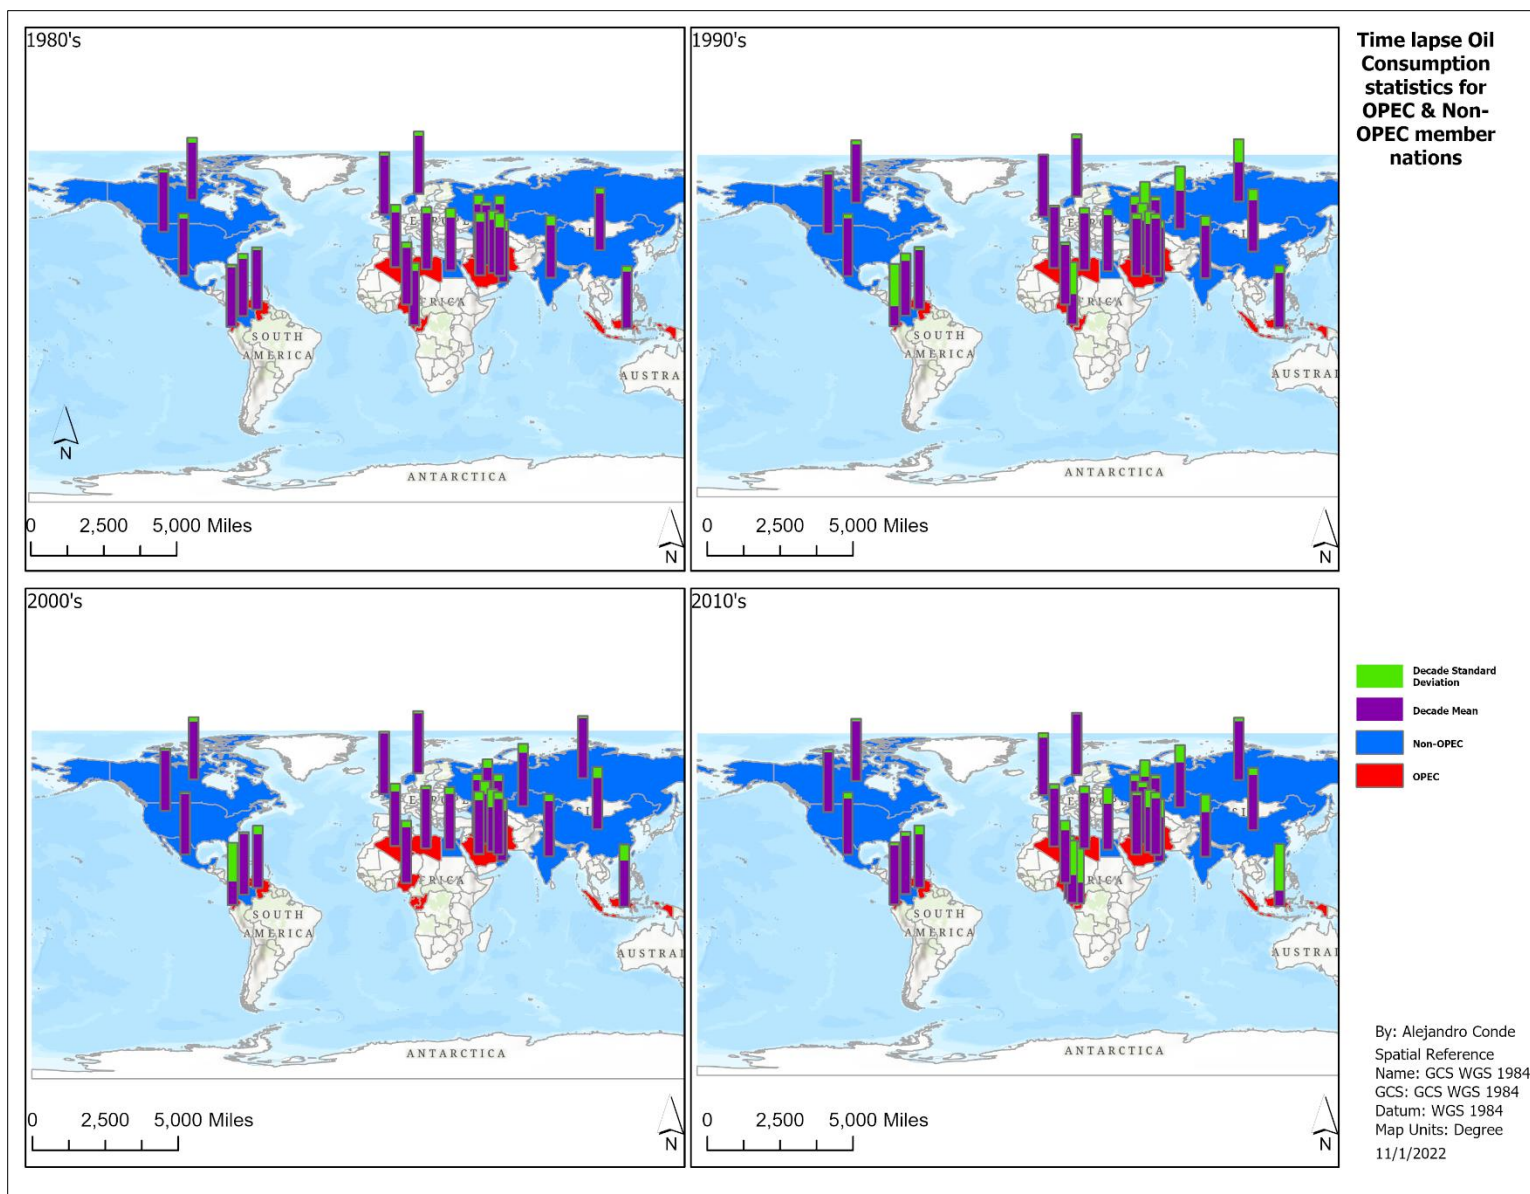 1980's
1990's
Time lapse Oil
Consumption
statistics for
OPEC & Non-
OPEC member
nations
SOUTH
AMERICA
AUSTRA
ANTARCTICA
N
0 2,500 5,000 Miles
N
SOUTH
AMERICA
AUSTRAI
ANTARCTICA
0 2,500 5,000 Miles
N
2000's
2010's
SOUTH
AMERICA
AUSTRAI
ANTARCTICA
0 2,500 5,000 Miles
N
SOUTH
AMERICA
AUSTRAI
ANTARCTICA
0 2,500 5,000 Miles
N
Decade Standard
Deviation
Decade Mean
Non-OPEC
OPEC
By: Alejandro Conde
Spatial Reference
Name: GCS WGS 1984
GCS: GCS WGS 1984
Datum: WGS 1984
Map Units: Degree
11/1/2022